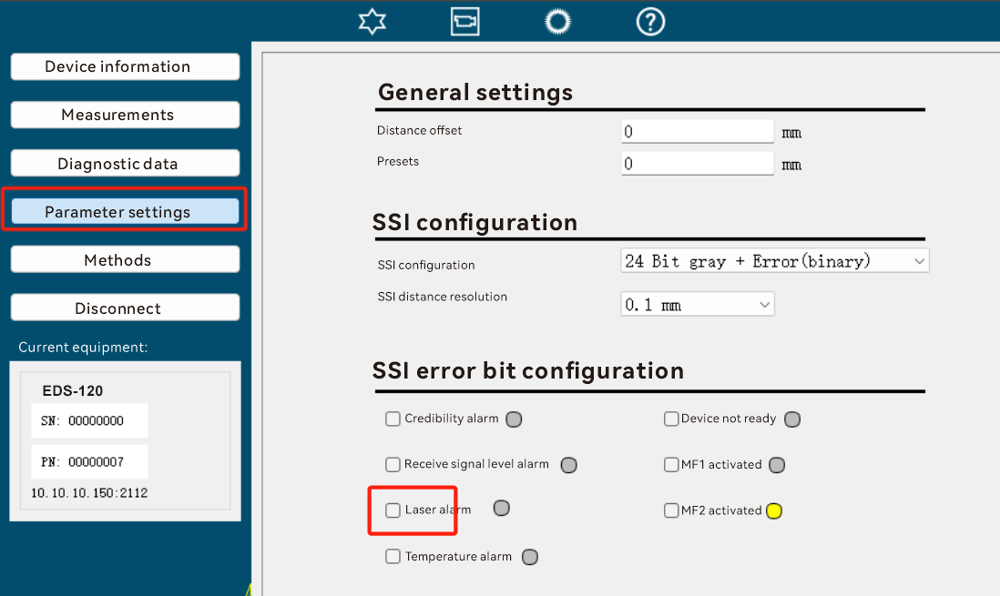 ?
Device information
Measurements
Diagnostic data
Parameter settings
Methods
Disconnect
Current equipment:
EDS-120
SN: 00000000
PN: 00000007
10.10.10.150:2112
General settings
Distance offset 0 mm
Presets 0 mm
SSI configuration
SSI configuration 24 Bit gray + Error(binary)
SSI distance resolution 0.1 mm
SSI error bit configuration
Credibility alarm Device not ready
Receive signal level alarm MF1 activated
Laser alarm MF2 activated
Temperature alarm